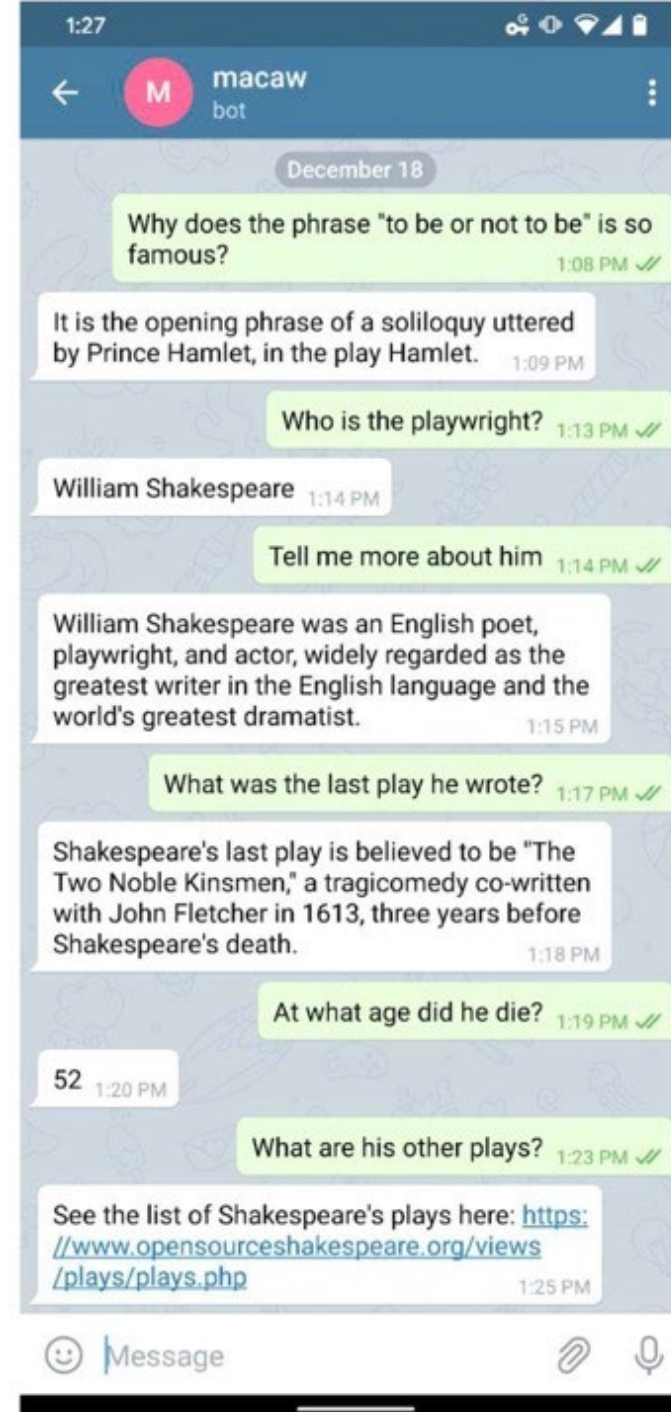 1:27
M
macaw
bot
December 18
Why does the phrase "to be or not to be" is so
famous?
1:08 PM
It is the opening phrase of a soliloquy uttered
by Prince Hamlet, in the play Hamlet. 1:09 PM
Who is the playwright? 1:13 PM
William Shakespeare 1:14 PM
Tell me more about him 1:14 PM
William Shakespeare was an English poet,
playwright, and actor, widely regarded as the
greatest writer in the English language and the
world's greatest dramatist. 1:15 PM
What was the last play he wrote? 1:17 PM
Shakespeare's last play is believed to be "The
Two Noble Kinsmen," a tragicomedy co-written
with John Fletcher in 1613, three years before
Shakespeare's death. 1:18 PM
At what age did he die? 1:19 PM
52 1:20 PM
What are his other plays? 1:23 PM
See the list of Shakespeare's plays here: https:
//www.opensourceshakespeare.org/views
/plays/plays.php 1:25 PM
Message